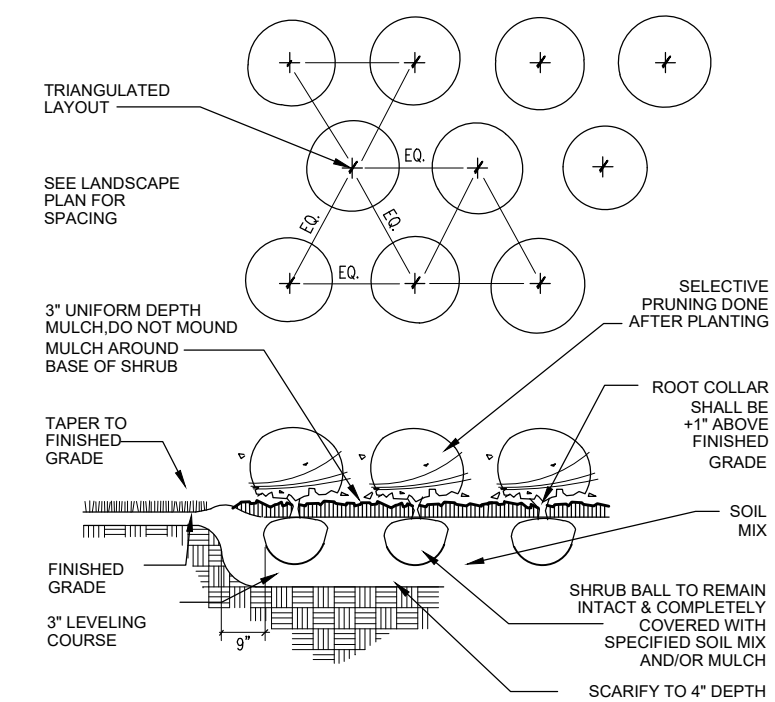 TRIANGULATED
LAYOUT
EQ.
SEE LANDSCAPE
PLAN FOR
SPACING
EQ.
EQ.
EQ.
SELECTIVE
PRUNING DONE
AFTER PLANTING
3" UNIFORM DEPTH
MULCH,DO NOT MOUND
MULCH AROUND
BASE OF SHRUB
ROOT COLLAR
SHALL BE
+1" ABOVE
FINISHED
GRADE
TAPER TO
FINISHED
GRADE
SOIL
MIX
FINISHED
GRADE
3" LEVELING
COURSE
9"
SHRUB BALL TO REMAIN
INTACT & COMPLETELY
COVERED WITH
SPECIFIED SOIL MIX
AND/OR MULCH
SCARIFY TO 4" DEPTH